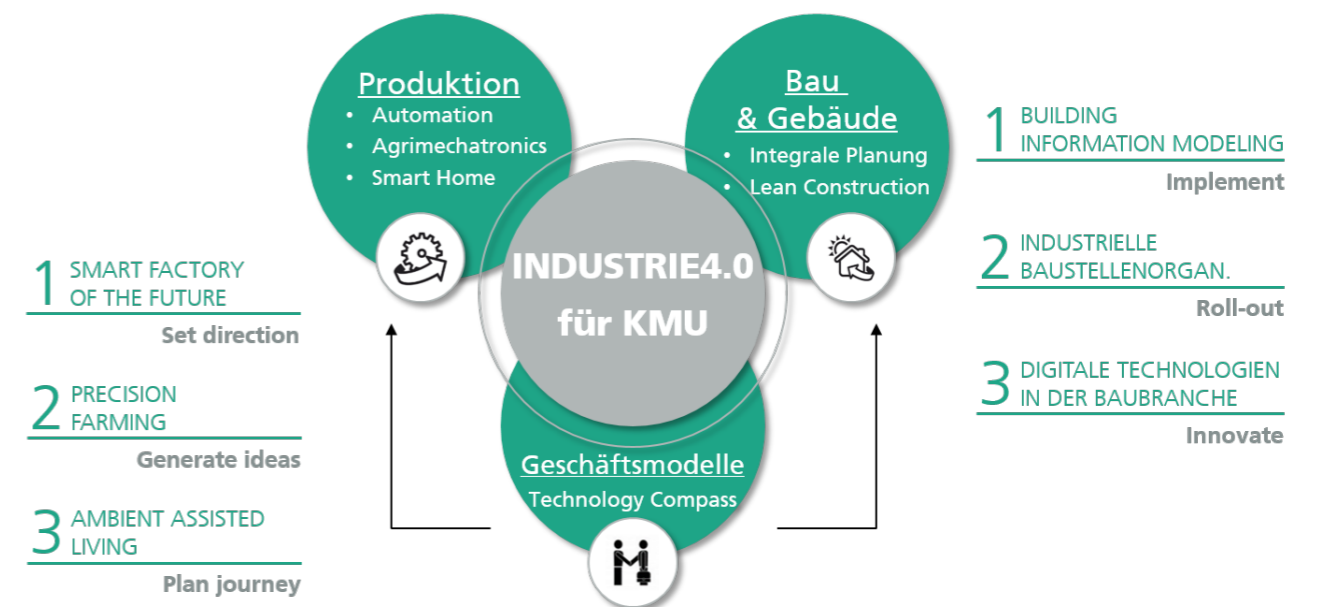 Produktion
• Automation
• Agrimechatronics
• Smart Home
Bau
& Gebäude
• Integrale Planung
• Lean Construction
INDUSTRIE4.0
für KMU
Geschäftsmodelle
Technology Compass
1 SMART FACTORY
OF THE FUTURE
Set direction
2 PRECISION
FARMING
Generate ideas
3 AMBIENT ASSISTED
LIVING
Plan journey
1 BUILDING
INFORMATION MODELING
Implement
2 INDUSTRIELLE
BAUSTELLENORGAN.
Roll-out
3 DIGITALE TECHNOLOGIEN
IN DER BAUBRANCHE
Innovate